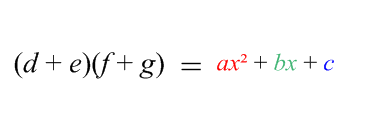 (d + e)(f + g) = ax² + bx + c